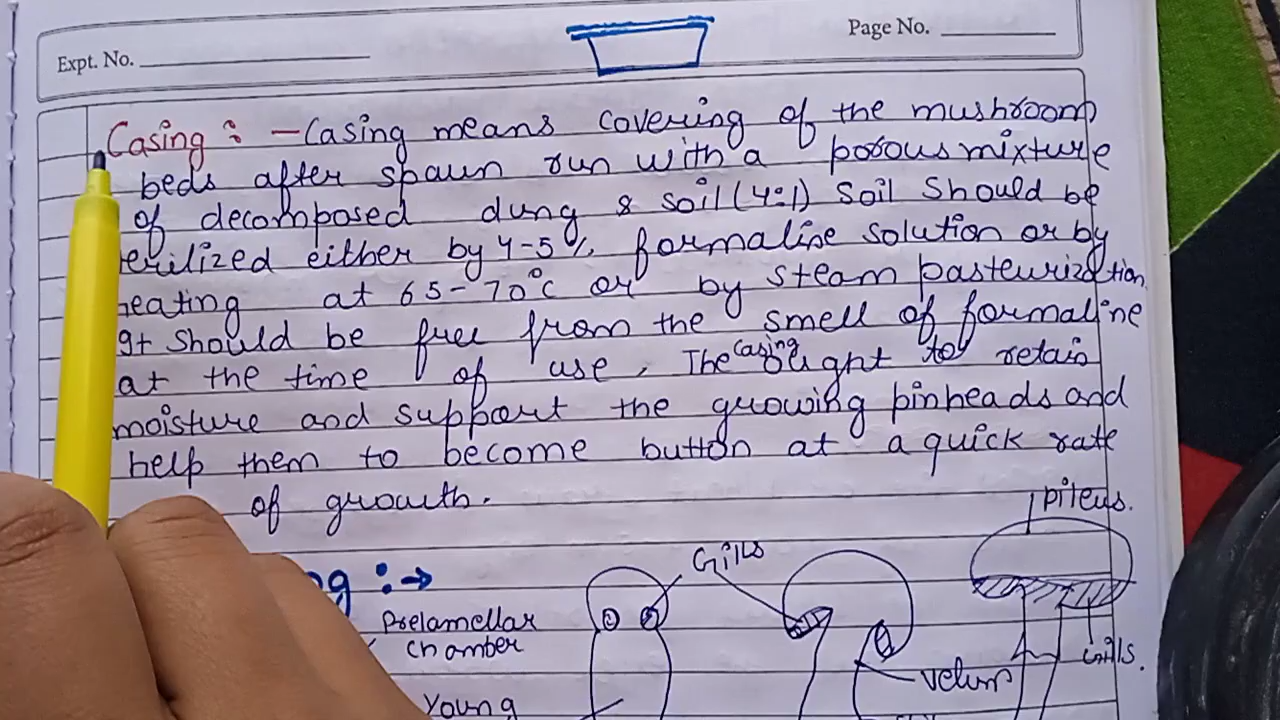 Expt. No.
Page No.
Casing : - Casing means covering of the mushroom
beds after spawn run with a porous mixture
of decomposed dung & soil (4:1) Soil Should be
erilized either by 4-5% formaline solution or by
eating at 65-70°C or by steam pasteurization
It should be free from the smell of formaline
at the time of use, The casing ought to retain
moisture and support the growing pinheads and
help them to become button at a quick rate
of growth.
Pileus.
ng :→
Gills
Prelamellar
chamber
Gills.
Velum
Young